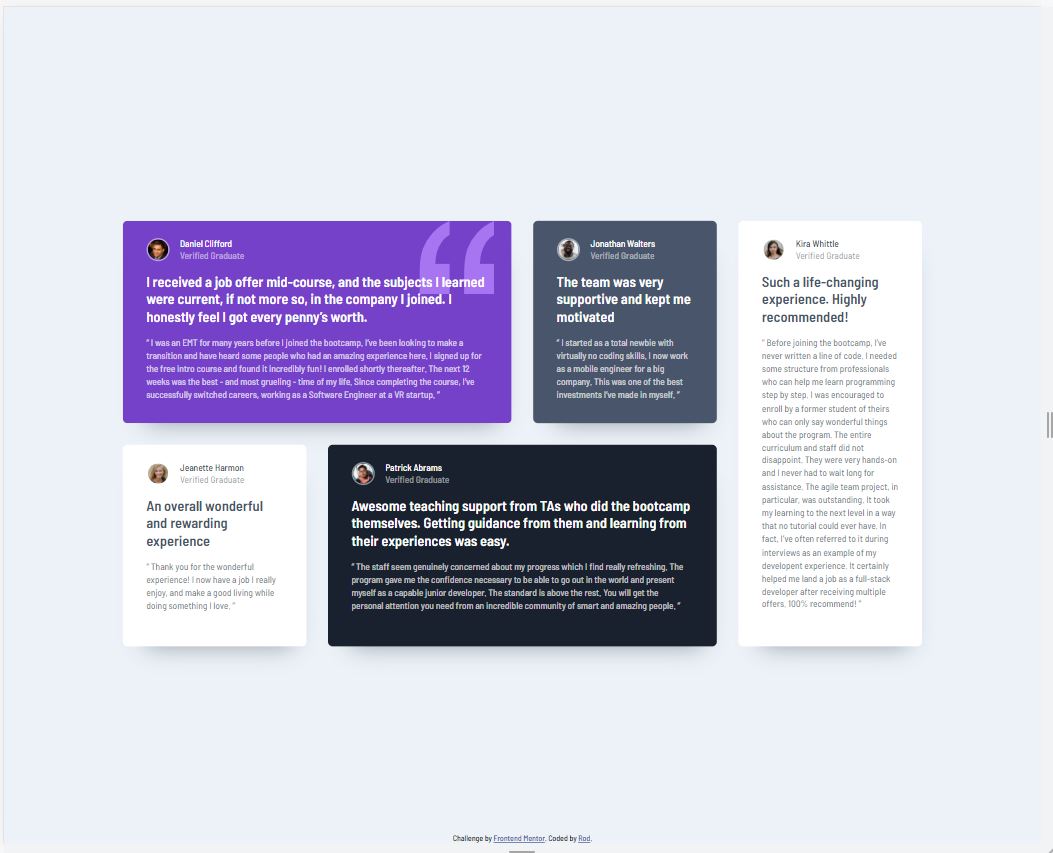 Daniel Clifford
Verified Graduate
I received a job offer mid-course, and the subjects I learned
were current, if not more so, in the company I joined. I
honestly feel I got every penny's worth.
“ I was an EMT for many years before I joined the bootcamp. I've been looking to make a
transition and have heard some people who had an amazing experience here. I signed up for
the free intro course and found it incredibly fun! I enrolled shortly thereafter. The next 12
weeks was the best - and most grueling - time of my life. Since completing the course, I've
successfully switched careers, working as a Software Engineer at a VR startup. ”
Jonathan Walters
Verified Graduate
The team was very
supportive and kept me
motivated
“ I started as a total newbie with
virtually no coding skills. I now work
as a mobile engineer for a big
company. This was one of the best
investments I've made in myself. ”
Kira Whittle
Verified Graduate
Such a life-changing
experience. Highly
recommended!
“ Before joining the bootcamp, I've
never written a line of code. I needed
some structure from professionals
who can help me learn programming
step by step. I was encouraged to
enroll by a former student of theirs
who can only say wonderful things
about the program. The entire
curriculum and staff did not
disappoint. They were very hands-on
and I never had to wait long for
assistance. The agile team project, in
particular, was outstanding. It took
my learning to the next level in a way
that no tutorial could ever have. In
fact, I've often referred to it during
interviews as an example of my
developent experience. It certainly
helped me land a job as a full-stack
developer after receiving multiple
offers. 100% recommend! ”
Jeanette Harmon
Verified Graduate
An overall wonderful
and rewarding
experience
“ Thank you for the wonderful
experience! I now have a job I really
enjoy, and make a good living while
doing something I love. ”
Patrick Abrams
Verified Graduate
Awesome teaching support from TAs who did the bootcamp
themselves. Getting guidance from them and learning from
their experiences was easy.
“ The staff seem genuinely concerned about my progress which I find really refreshing. The
program gave me the confidence necessary to be able to go out in the world and present
myself as a capable junior developer. The standard is above the rest. You will get the
personal attention you need from an incredible community of smart and amazing people. ”
Challenge by Frontend Mentor. Coded by Rod.